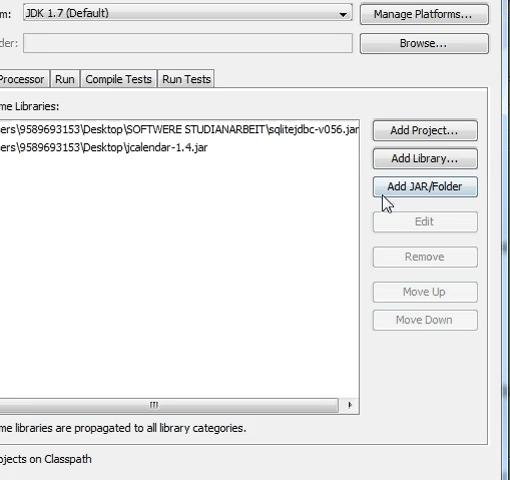 m: JDK 1.7 (Default) Manage Platforms...
der: Browse...
Processor Run Compile Tests Run Tests
me Libraries:
ers\9589693153\Desktop\SOFTWERE STUDIANARBEIT\sqlitejdbc-v056.jar
ers\9589693153\Desktop\jcalendar-1.4.jar
Add Project...
Add Library...
Add JAR/Folder
Edit
Remove
Move Up
Move Down
me libraries are propagated to all library categories.
ojects on Classpath